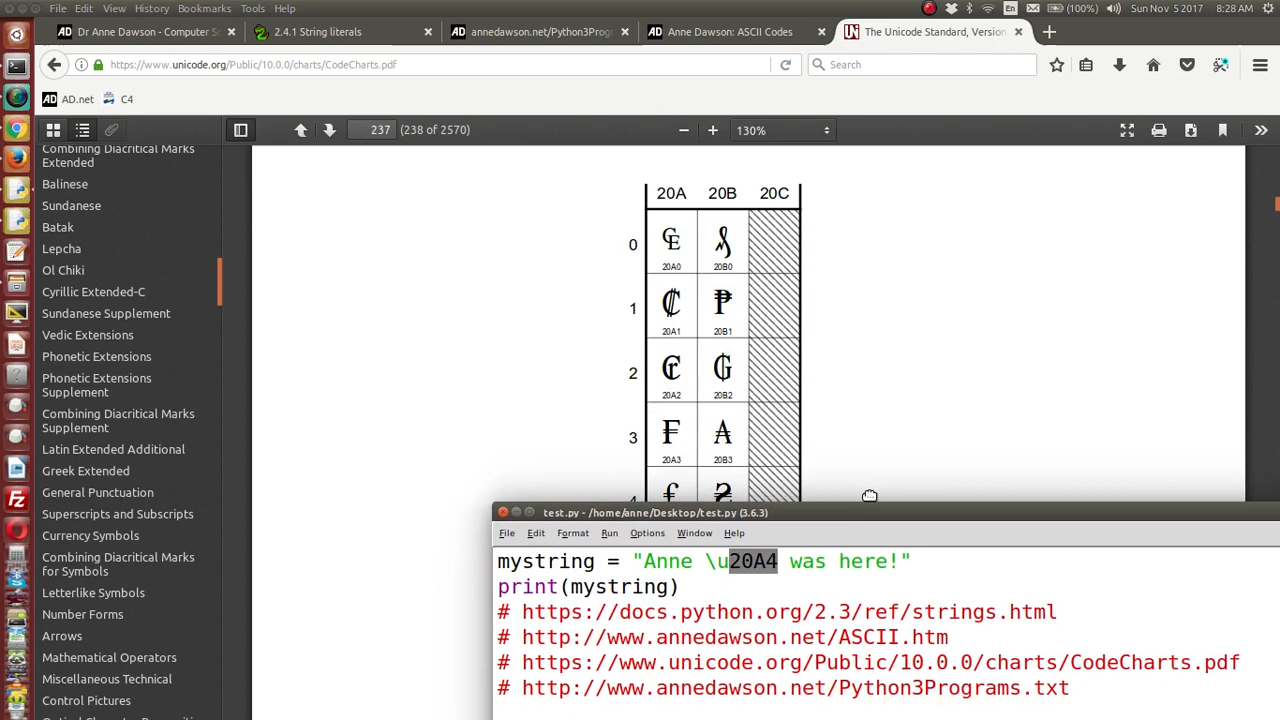 File Edit View History Bookmarks Tools Help
En (100%) Sun Nov 5 2017 8:28 AM
Dr Anne Dawson - Computer S
2.4.1 String literals
annedawson.net/Python3Progr
Anne Dawson: ASCII Codes
The Unicode Standard, Version
https://www.unicode.org/Public/10.0.0/charts/CodeCharts.pdf
Search
AD.net
C4
237 (238 of 2570)
130%
Combining Diacritical Marks
Extended
Balinese
Sundanese
Batak
Lepcha
Ol Chiki
Cyrillic Extended-C
Sundanese Supplement
Vedic Extensions
Phonetic Extensions
Phonetic Extensions
Supplement
Combining Diacritical Marks
Supplement
Latin Extended Additional
Greek Extended
General Punctuation
Superscripts and Subscripts
Currency Symbols
Combining Diacritical Marks
for Symbols
Letterlike Symbols
Number Forms
Arrows
Mathematical Operators
Miscellaneous Technical
Control Pictures
20A 20B 20C
0 ₠ ₰
20A0 20B0
1 ₡ ₱
20A1 20B1
2 ₢ ₲
20A2 20B2
3 ₣ ₳
20A3 20B3
4 ₤ ₴
test.py - /home/anne/Desktop/test.py (3.6.3)
File Edit Format Run Options Window Help
mystring = "Anne \u20A4 was here!"
print(mystring)
# https://docs.python.org/2.3/ref/strings.html
# http://www.annedawson.net/ASCII.htm
# https://www.unicode.org/Public/10.0.0/charts/CodeCharts.pdf
# http://www.annedawson.net/Python3Programs.txt